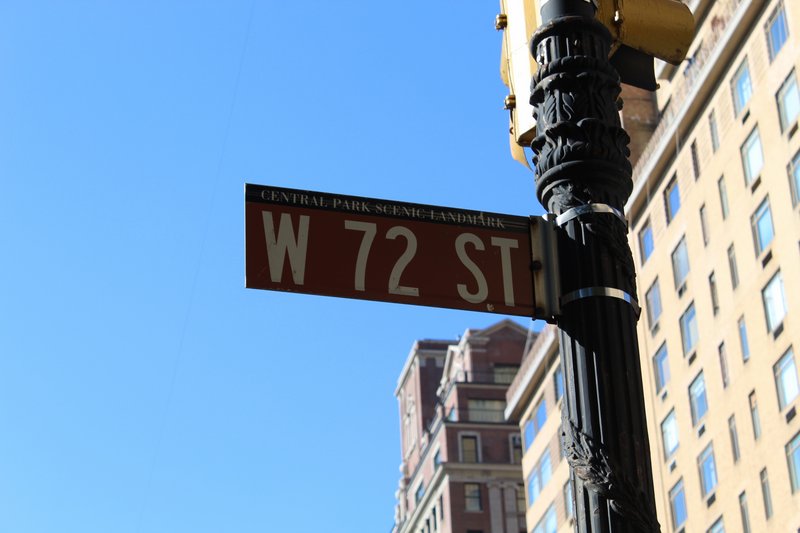 CENTRAL PARK SCENIC LANDMARK
W 72 ST